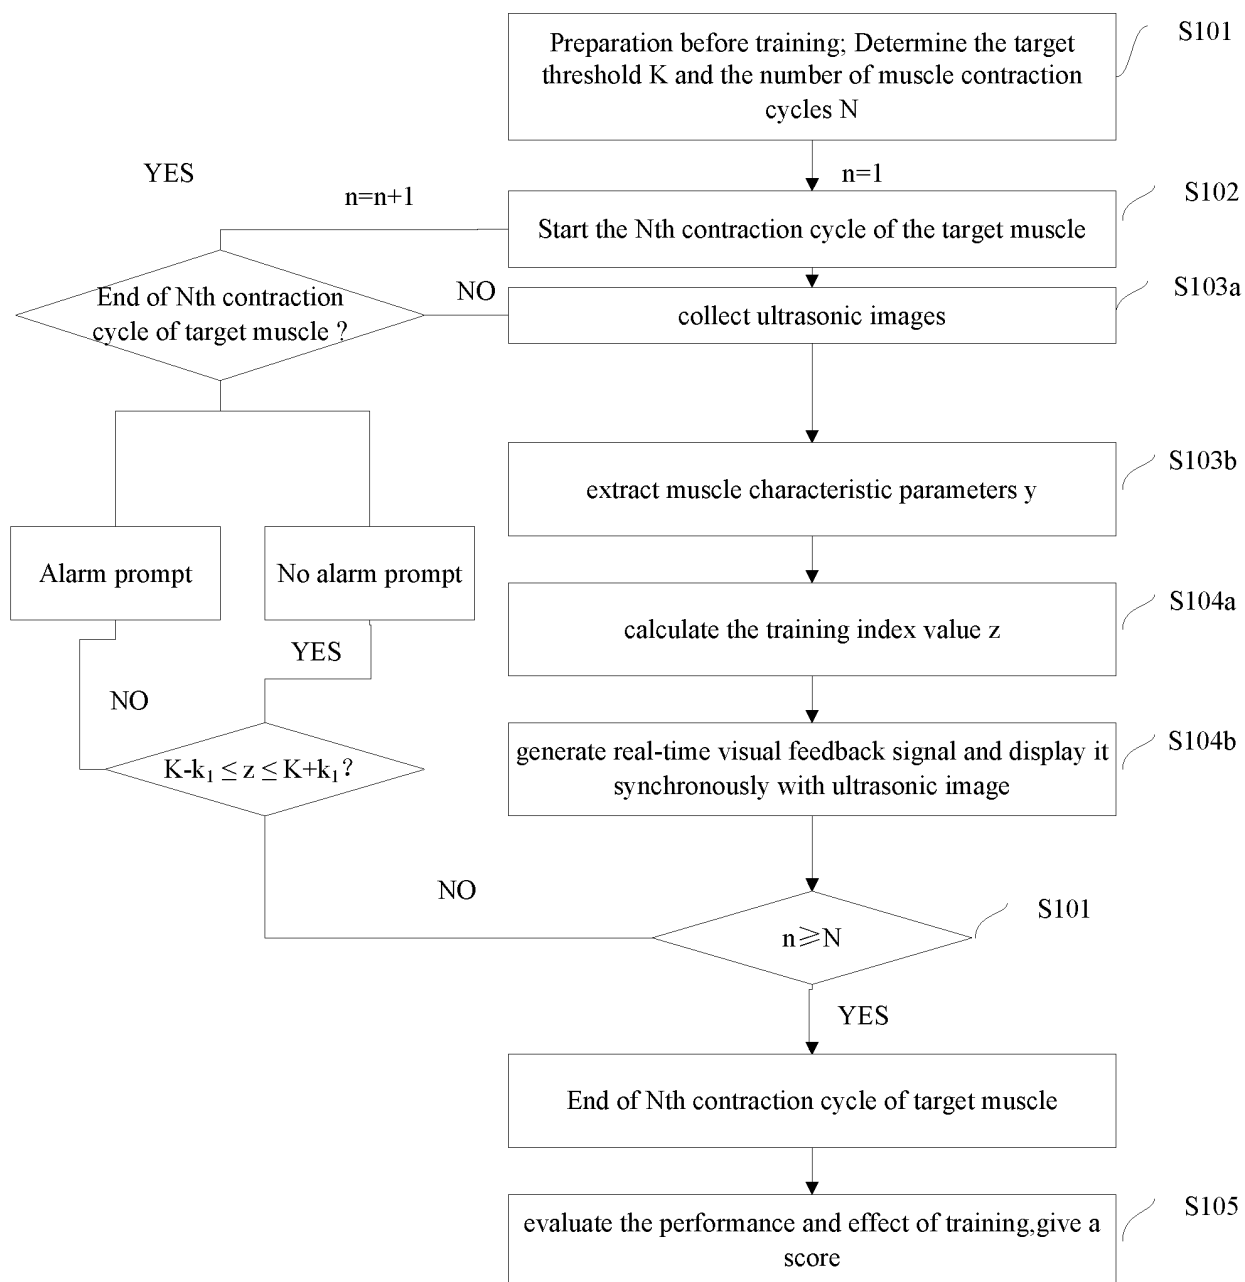 Preparation before training; Determine the target
threshold K and the number of muscle contraction
cycles N
S101
YES
n=1
n=n+1
S102
Start the Nth contraction cycle of the target muscle
End of Nth contraction
cycle of target muscle ?
NO
S103a
collect ultrasonic images
S103b
extract muscle characteristic parameters y
Alarm prompt
No alarm prompt
S104a
calculate the training index value z
YES
NO
S104b
generate real-time visual feedback signal and display it
synchronously with ultrasonic image
K-k₁ ≤ z ≤ K+k₁?
NO
S101
n⩾N
YES
End of Nth contraction cycle of target muscle
S105
evaluate the performance and effect of training,give a
score